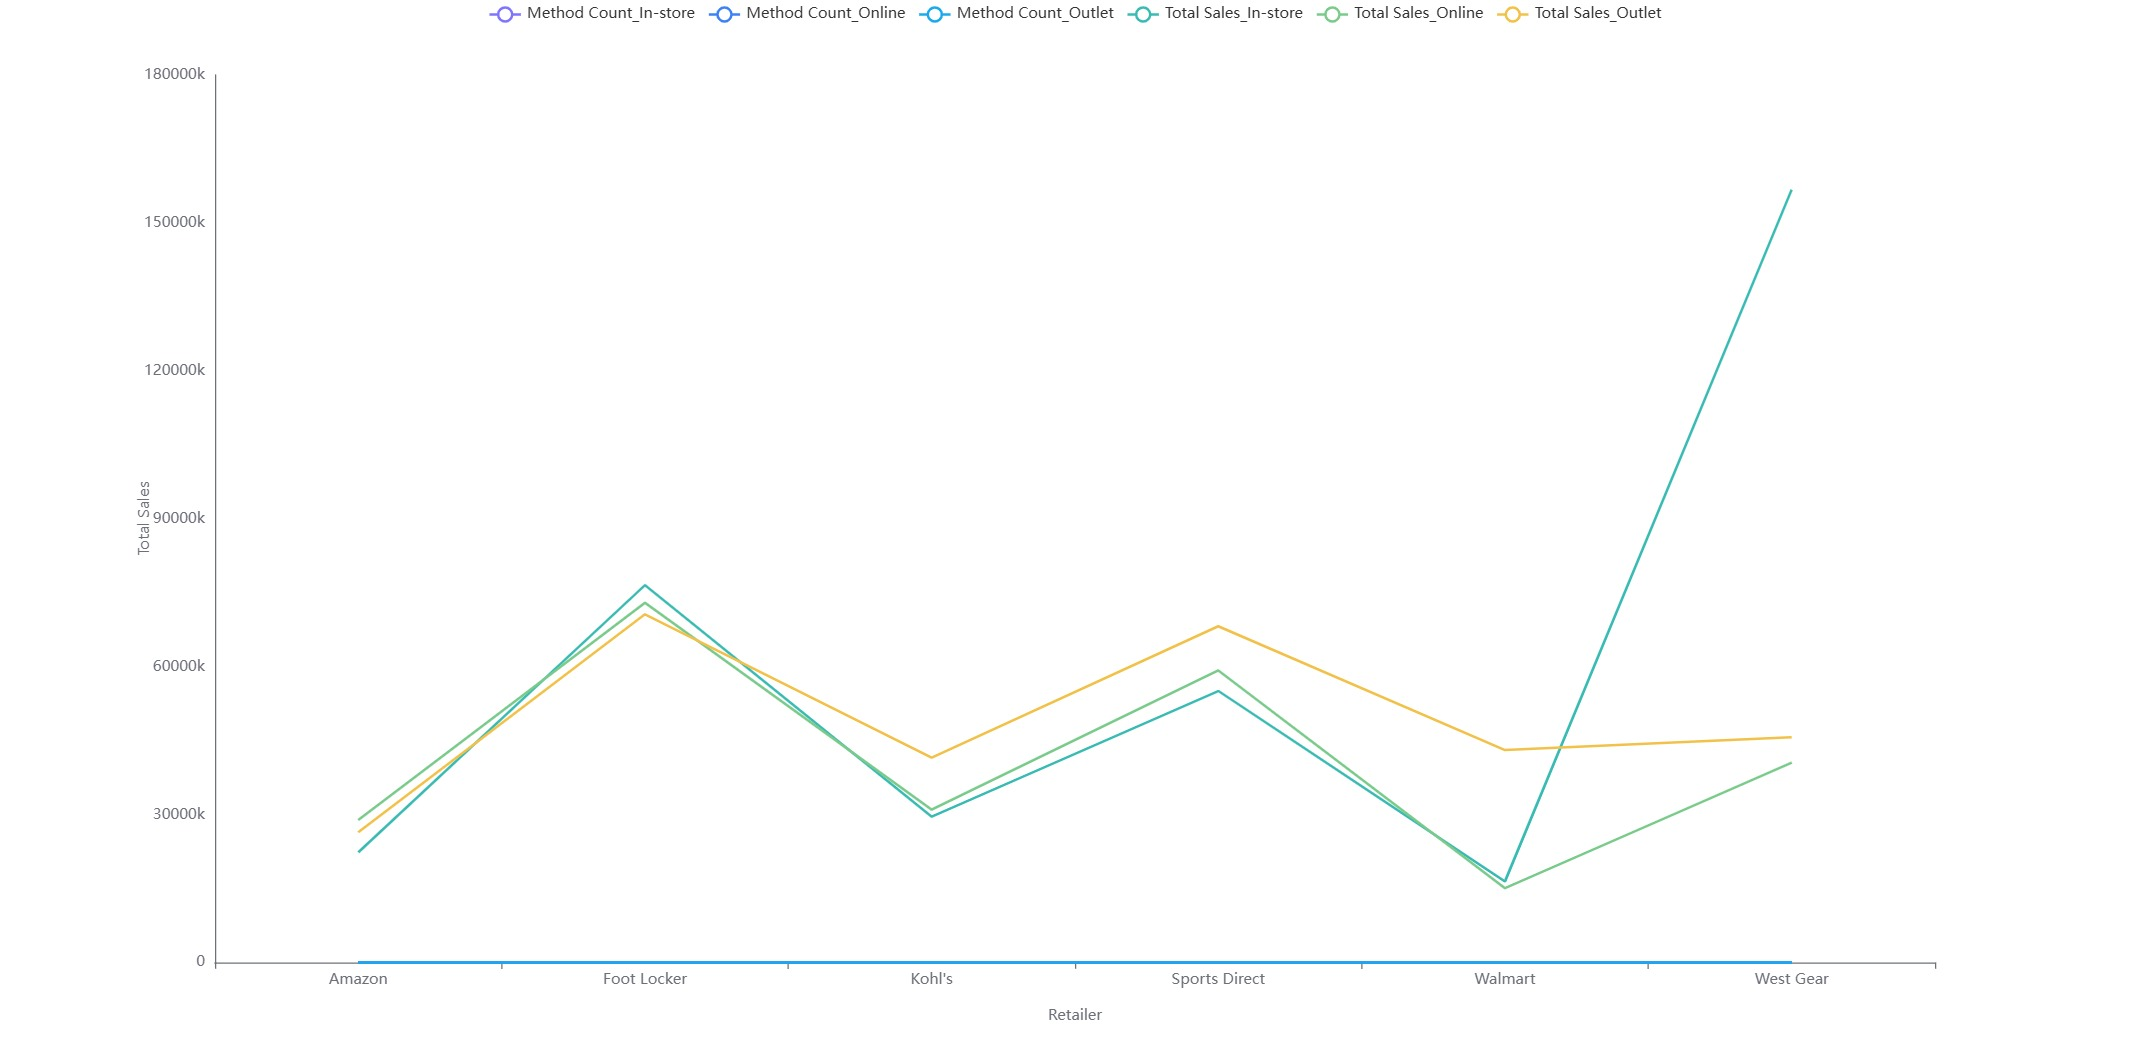 Method Count_In-store Method Count_Online Method Count_Outlet Total Sales_In-store Total Sales_Online Total Sales_Outlet
180000k
150000k
120000k
90000k
60000k
30000k
0
Total Sales
Amazon Foot Locker Kohl's Sports Direct Walmart West Gear
Retailer